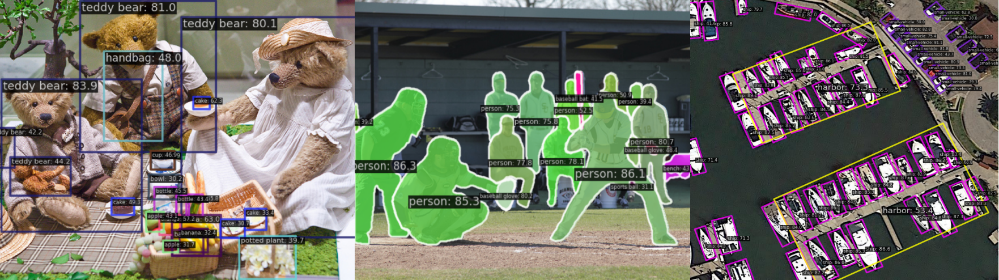 teddy bear: 81.0
teddy bear: 80.1
handbag: 48.0
teddy bear: 83.9
cake: 62.3
ddy bear: 42.2
cup: 46.99
teddy bear: 44.2
bowl: 30.2
bottle: 45.5
bottle: 43.4
cake: 49.3
cake: 33.4
apple: 43.1
57.2
a: 63.0
cake: 30.7
banana: 32.4
apple: 31.7
potted plant: 39.7
person: 50.9
baseball bat: 41.5
person: 39.4
person: 75.3
person: 52.5
n: 39.2
person: 75.8
person: 80.7
baseball glove: 48.4
person: 86.3
person: 77.8
person: 78.1
bench: 43
person: 86.1
sports ball: 31.1
baseball glove: 80.2
person: 85.3
ship: 79.7
ship: 82.0
small-vehicle: 62.8
small-vehicle: 30.8
ship: 41.6
p: 85.8
ship: 86.5
small-vehicle: 59.0
small-vehicle: 82.8
small-vehicle: 75.4
small-vehicle: 72.5
ship: 82.0
small-vehicle: 81.1
small-vehicle: 81.8
small-vehicle: 43.7
ship: 81.5
ship: 86.1
small-vehicle: 80.9
small-vehicle: 73.5
ship: 71.0
small-vehicle: 81.0
ship: 84.0
ship: 85.7
small-vehicle: 79.3
ship: 83.8
harbor: 73.3
small-vehicle: 79.4
ship: 85.5
ship: 89.1
ship: 87.6
ship: 84.4
ship: 84.5
ship: 83.6
ship: 85.2
ship: 87.5
ship: 71.4
ship: 83.4
ship: 86.2
ship: 66.8
ship: 82.9
ship: 87.6
ship: 84.8
ship: 85.3
ship: 82.5
ship: 84.9
ship: 83.3
ship: 86.1
harbor: 53.4
ship: 81.7
ship: 84.8
ship: 87.3
ship: 84.0
ship: 71.3
ship: 84.3
ship: 85.9
ship: 86.6
ship: 86.0
ship: 87.2